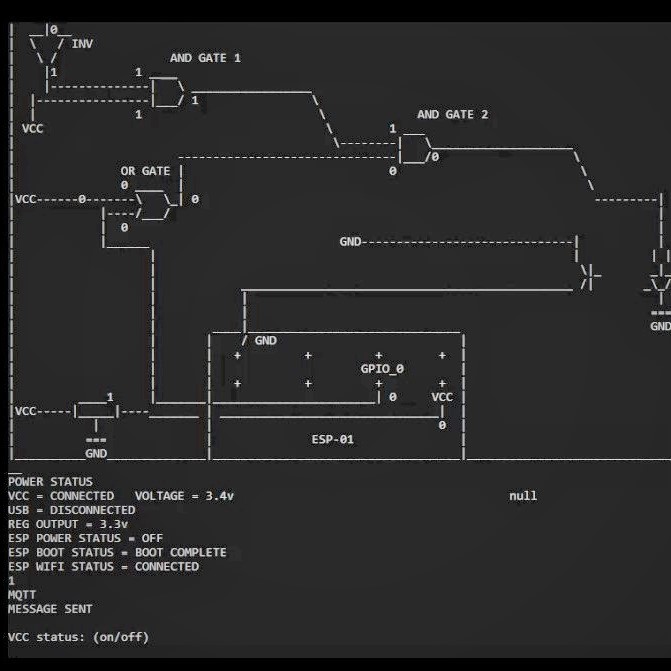 0
INV
AND GATE 1
1 1
1
1
VCC
AND GATE 2
1
0
0
OR GATE
0
VCC 0 0
0
GND
GND
GND
GPIO_0
1 0 VCC
VCC
0
ESP-01
GND
POWER STATUS
VCC = CONNECTED VOLTAGE = 3.4v null
USB = DISCONNECTED
REG OUTPUT = 3.3v
ESP POWER STATUS = OFF
ESP BOOT STATUS = BOOT COMPLETE
ESP WIFI STATUS = CONNECTED
1
MQTT
MESSAGE SENT
VCC status: (on/off)